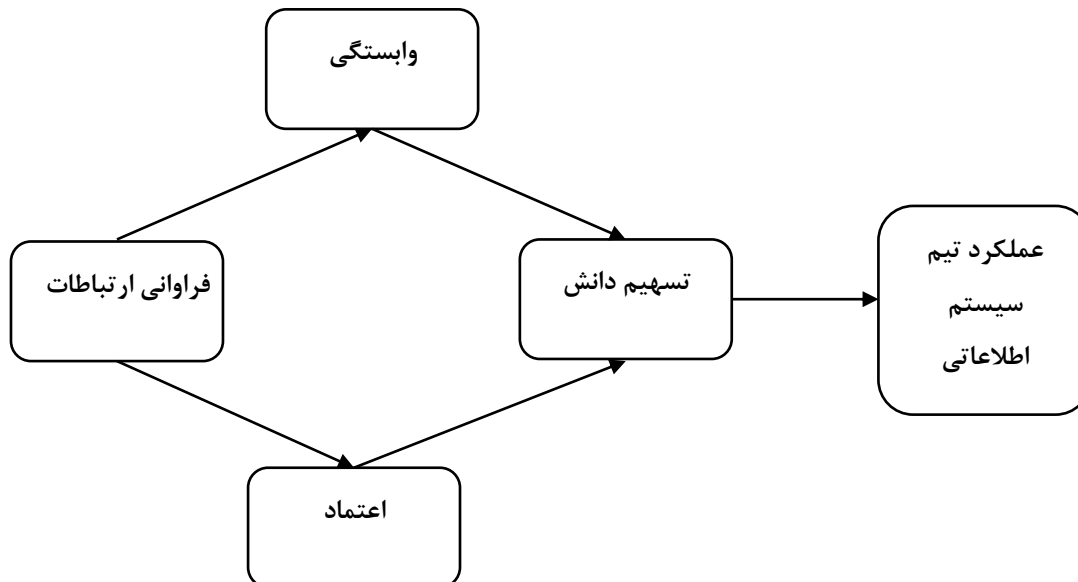 وابستگی
فراوانی ارتباطات
تسهیم دانش
عملکرد تیم
سیستم
اطلاعاتی
اعتماد